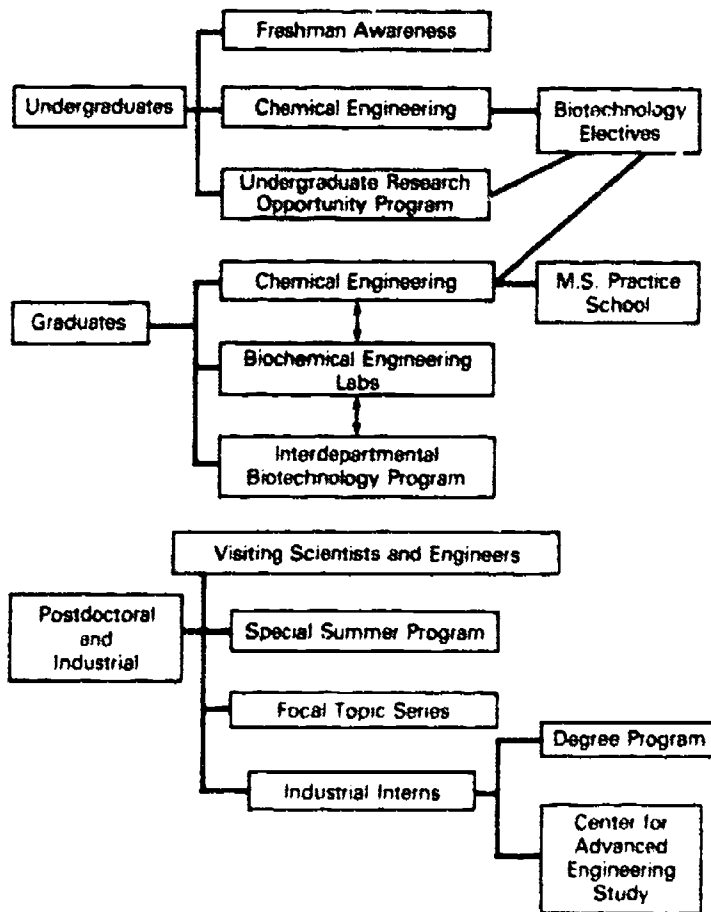 Freshman Awareness
Undergraduates
Chemical Engineering
Biotechnology
Electives
Undergraduate Research
Opportunity Program
Chemical Engineering
M.S. Practice
School
Graduates
Biochemical Engineering
Labs
Interdepartmental
Biotechnology Program
Visiting Scientists and Engineers
Postdoctoral
and
Industrial
Special Summer Program
Focal Topic Series
Degree Program
Industrial Interns
Center for
Advanced
Engineering
Study